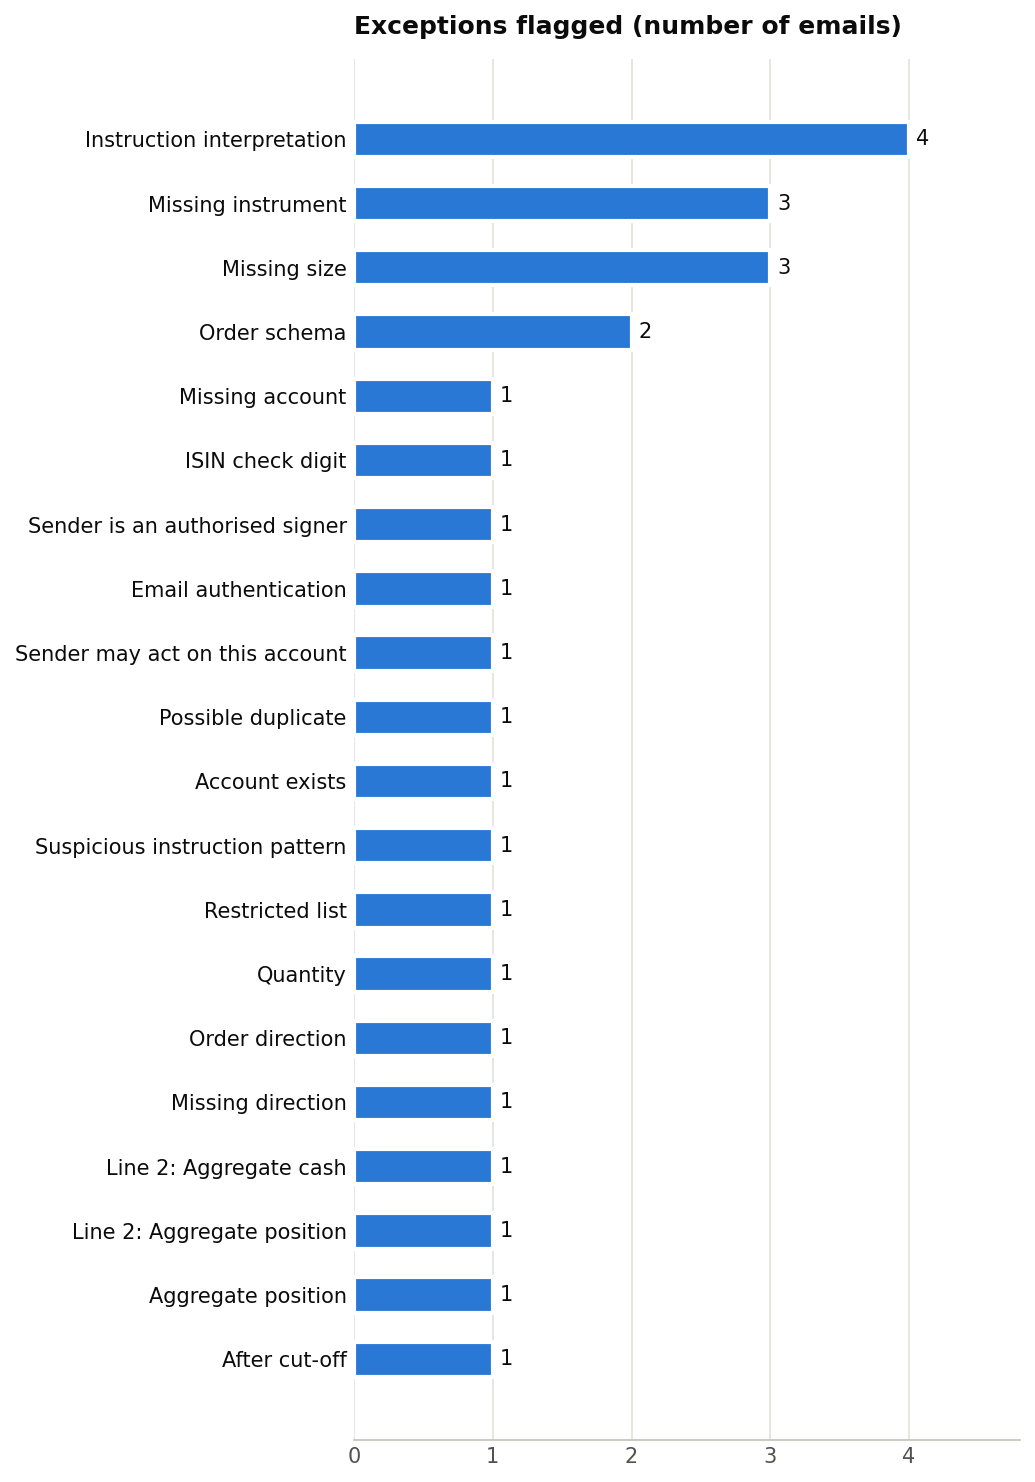 Exceptions flagged (number of emails)
Instruction interpretation 4
Missing instrument 3
Missing size 3
Order schema 2
Missing account 1
ISIN check digit 1
Sender is an authorised signer 1
Email authentication 1
Sender may act on this account 1
Possible duplicate 1
Account exists 1
Suspicious instruction pattern 1
Restricted list 1
Quantity 1
Order direction 1
Missing direction 1
Line 2: Aggregate cash 1
Line 2: Aggregate position 1
Aggregate position 1
After cut-off 1
0 1 2 3 4